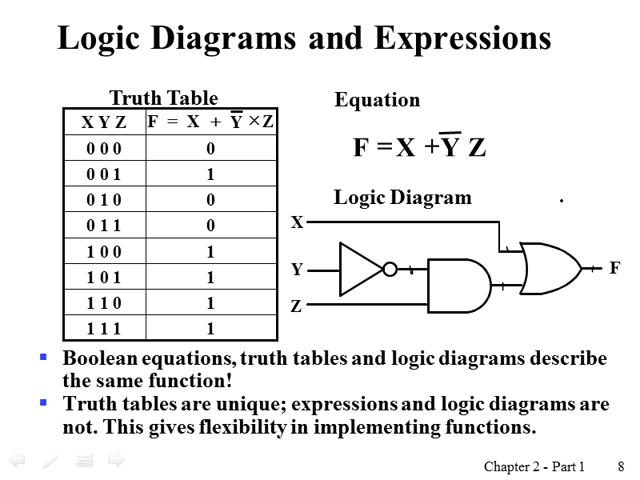 Logic Diagrams and Expressions
Truth Table
X Y Z F = X + Y̅ × Z
0 0 0 0
0 0 1 1
0 1 0 0
0 1 1 0
1 0 0 1
1 0 1 1
1 1 0 1
1 1 1 1
Equation
F = X + Y̅ Z
Logic Diagram
X
Y
Z
F
Boolean equations, truth tables and logic diagrams describe
the same function!
Truth tables are unique; expressions and logic diagrams are
not. This gives flexibility in implementing functions.
Chapter 2 - Part 1 8